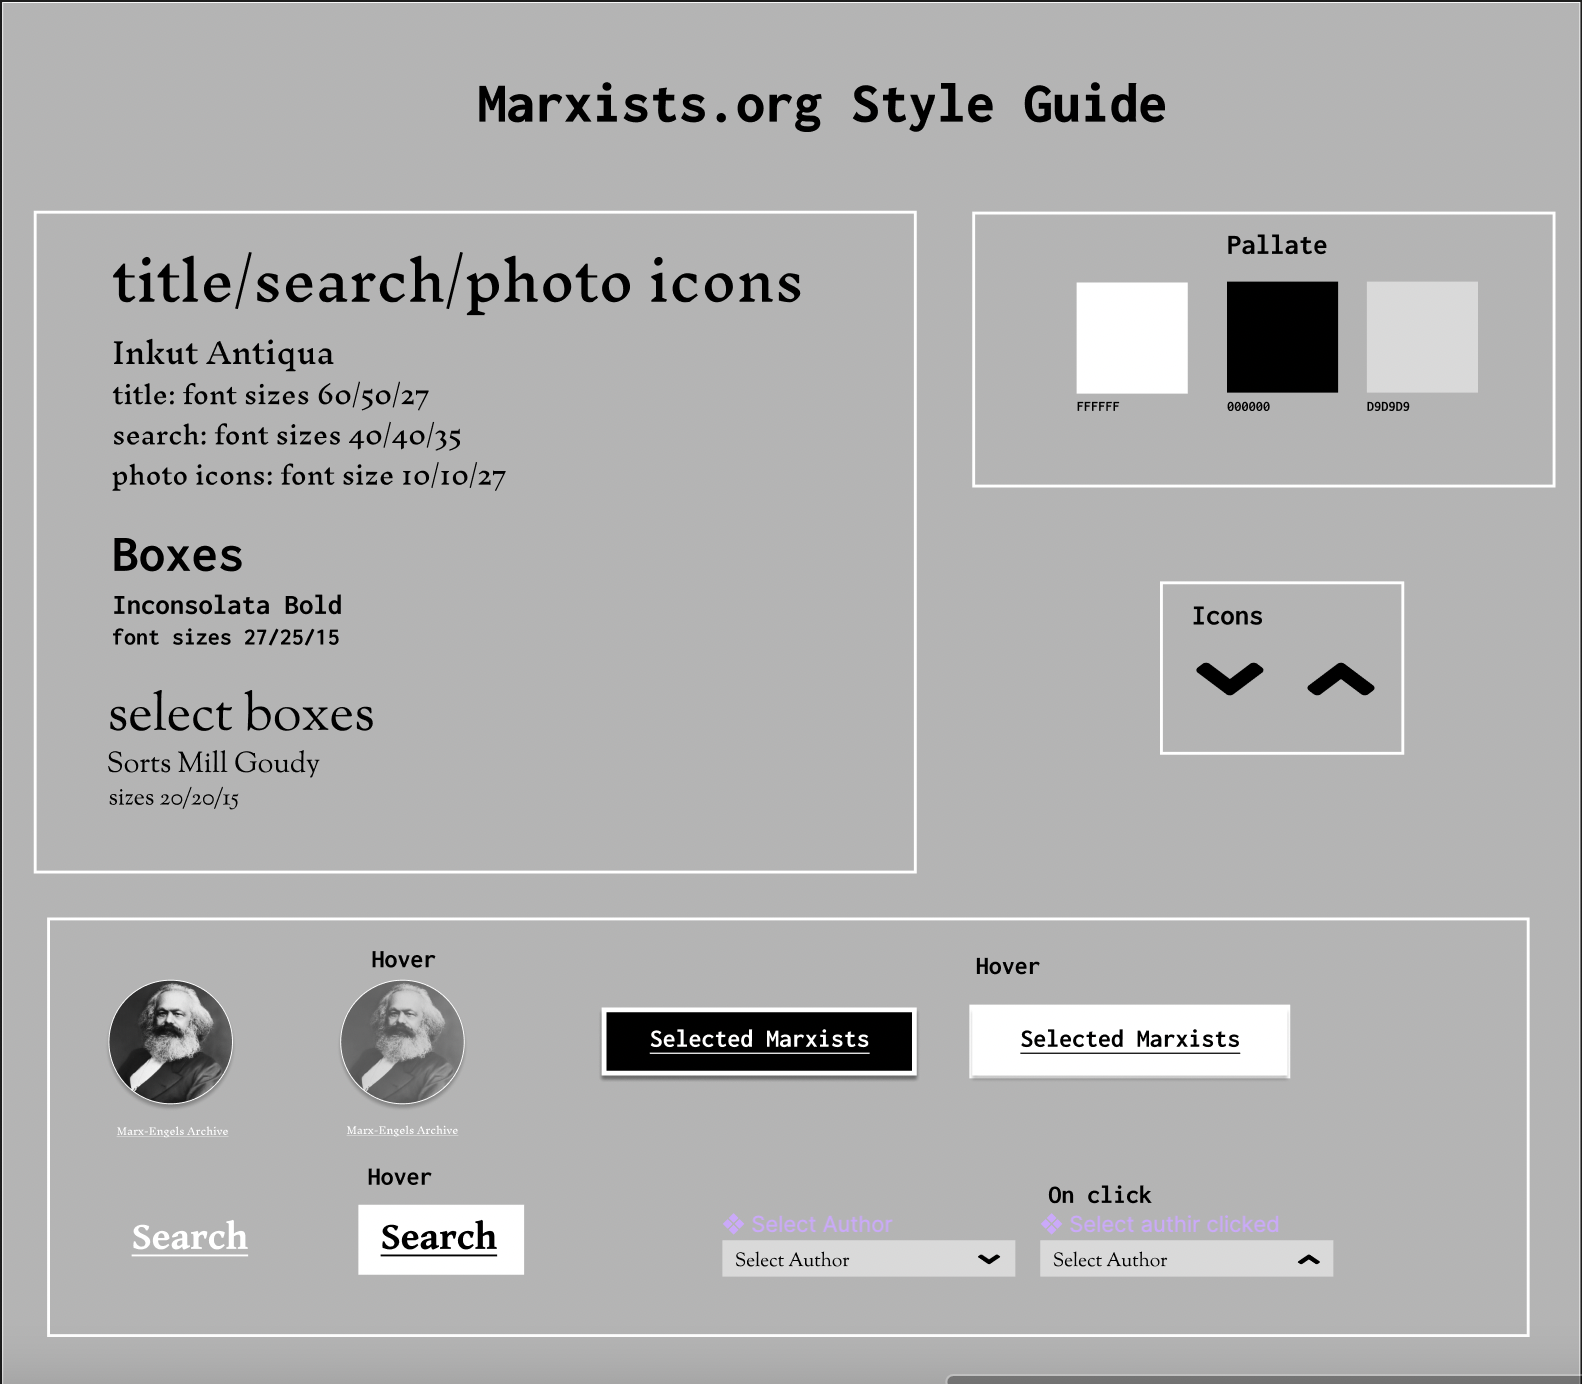 Marxists.org Style Guide
title/search/photo icons
Inkut Antiqua
title: font sizes 60/50/27
search: font sizes 40/40/35
photo icons: font size 10/10/27
Boxes
Inconsolata Bold
font sizes 27/25/15
select boxes
Sorts Mill Goudy
sizes 20/20/15
Pallate
FFFFFF
000000
D9D9D9
Icons
Hover
Marx-Engels Archive
Marx-Engels Archive
Selected Marxists
Hover
Selected Marxists
Search
Hover
Search
Select Author
Select Author
On click
Select authir clicked
Select Author